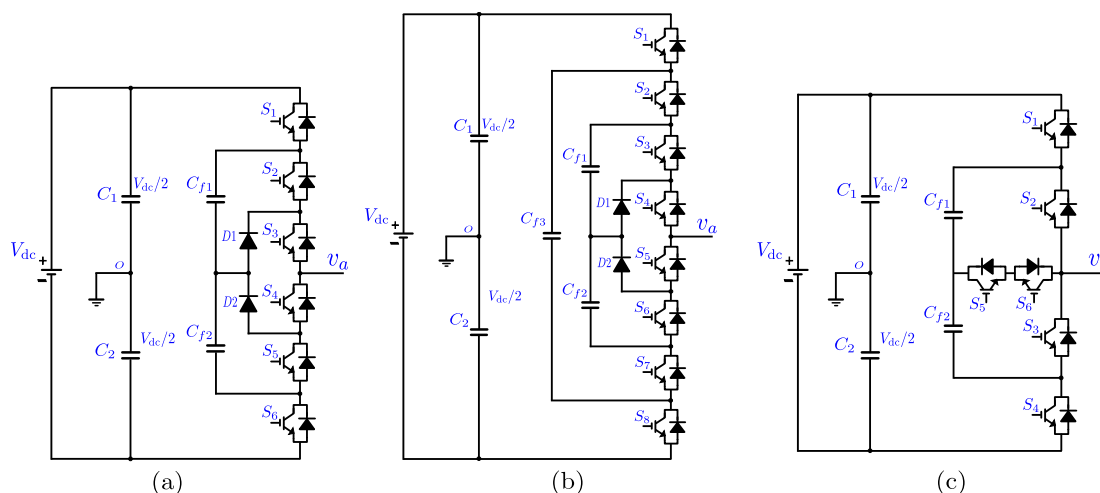 S1
S2
S3
S4
S5
S6
C1
Vdc/2
C2
Vdc/2
Cf1
Cf2
D1
D2
Vdc
+
-
O
va
(a)
S1
S2
S3
S4
S5
S6
S7
S8
C1
Vdc/2
C2
Vdc/2
Cf1
Cf2
Cf3
D1
D2
Vdc
+
-
O
va
(b)
S1
S2
S3
S4
S5
S6
C1
Vdc/2
C2
Vdc/2
Cf1
Cf2
Vdc
+
-
O
v
(c)